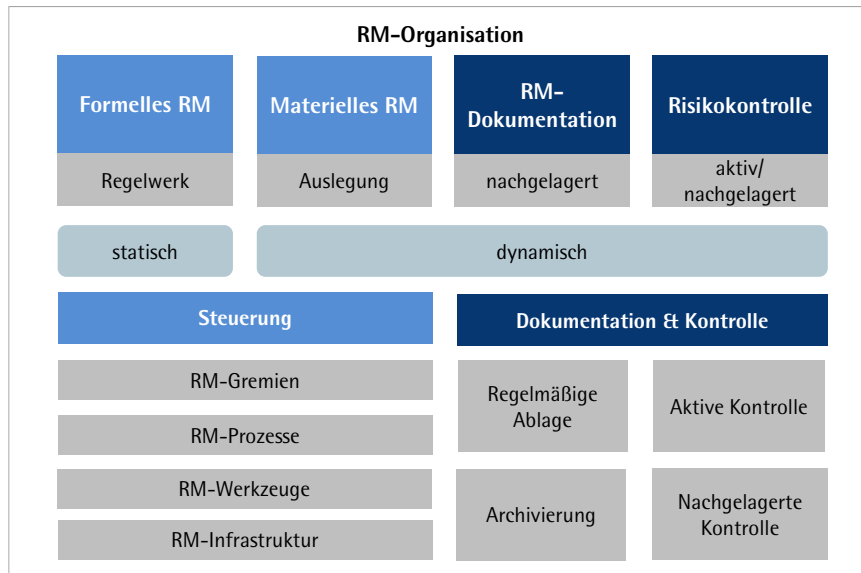 RM-Organisation
Formelles RM
Materielles RM
RM-
Dokumentation
Risikokontrolle
Regelwerk
Auslegung
nachgelagert
aktiv/
nachgelagert
statisch
dynamisch
Steuerung
Dokumentation & Kontrolle
RM-Gremien
RM-Prozesse
RM-Werkzeuge
RM-Infrastruktur
Regelmäßige
Ablage
Aktive Kontrolle
Archivierung
Nachgelagerte
Kontrolle